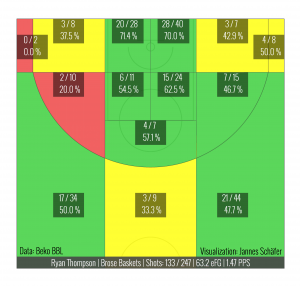 3 / 8
37.5 %
20 / 28
71.4 %
28 / 40
70.0 %
3 / 7
42.9 %
0 / 2
0.0 %
4 / 8
50.0 %
2 / 10
20.0 %
6 / 11
54.5 %
15 / 24
62.5 %
7 / 15
46.7 %
4 / 7
57.1 %
17 / 34
50.0 %
3 / 9
33.3 %
21 / 44
47.7 %
Data: Beko BBL
Visualization: Jannes Schäfer
Ryan Thompson | Brose Baskets | Shots: 133 / 247 | 63.2 eFG | 1.47 PPS